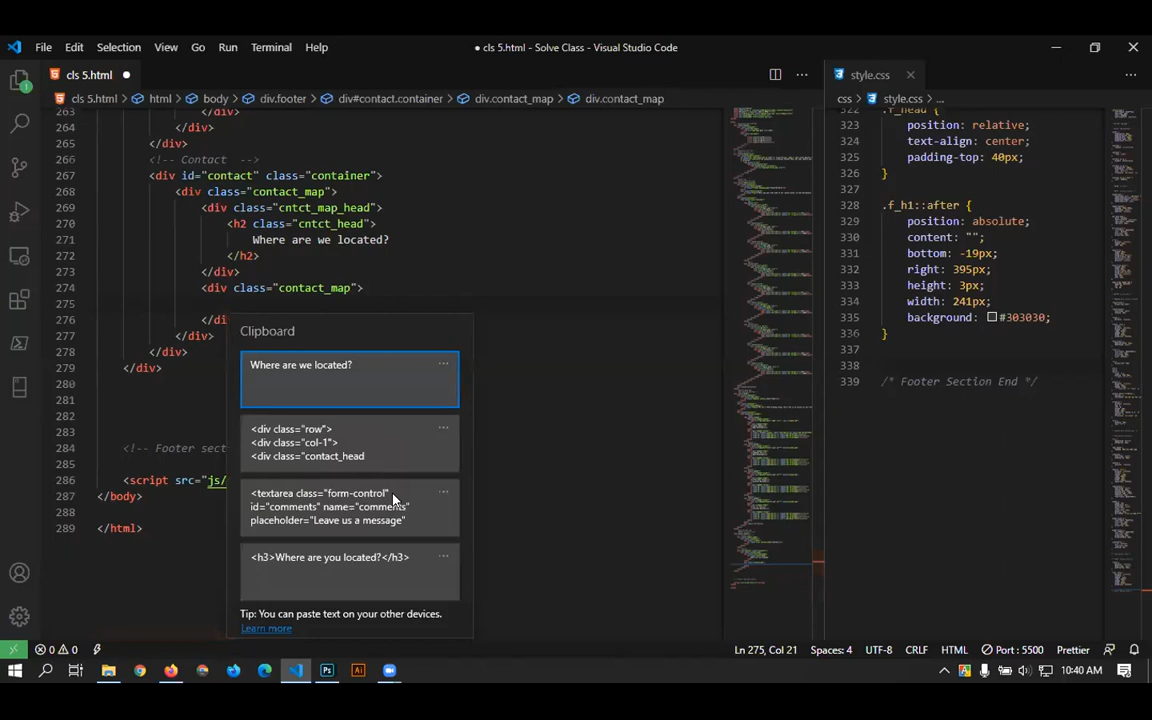 File Edit Selection View Go Run Terminal Help
● cls 5.html - Solve Class - Visual Studio Code
cls 5.html
style.css
cls 5.html > html > body > div.footer > div#contact.container > div.contact_map > div.contact_map
css > style.css > ...
263 </div>
264 </div>
265 </div>
266 <!-- Contact -->
267 <div id="contact" class="container">
268 <div class="contact_map">
269 <div class="cntct_map_head">
270 <h2 class="cntct_head">
271 Where are we located?
272 </h2>
273 </div>
274 <div class="contact_map">
275
276 </di
277 </div>
278 </div>
279 </div>
280
281
282
283
284 <!-- Footer sect
285
286 <script src="js/
287 </body>
288
289 </html>
Clipboard
Where are we located?
<div class="row">
<div class="col-1">
<div class="contact_head
<textarea class="form-control"
id="comments" name="comments"
placeholder="Leave us a message"
<h3>Where are you located?</h3>
Tip: You can paste text on your other devices.
Learn more
322 .f_head {
323 position: relative;
324 text-align: center;
325 padding-top: 40px;
326 }
327
328 .f_h1::after {
329 position: absolute;
330 content: "";
331 bottom: -19px;
332 right: 395px;
333 height: 3px;
334 width: 241px;
335 background: #303030;
336 }
337
338
339 /* Footer Section End */
0 0
Ln 275, Col 21 Spaces: 4 UTF-8 CRLF HTML Port : 5500 Prettier
10:40 AM